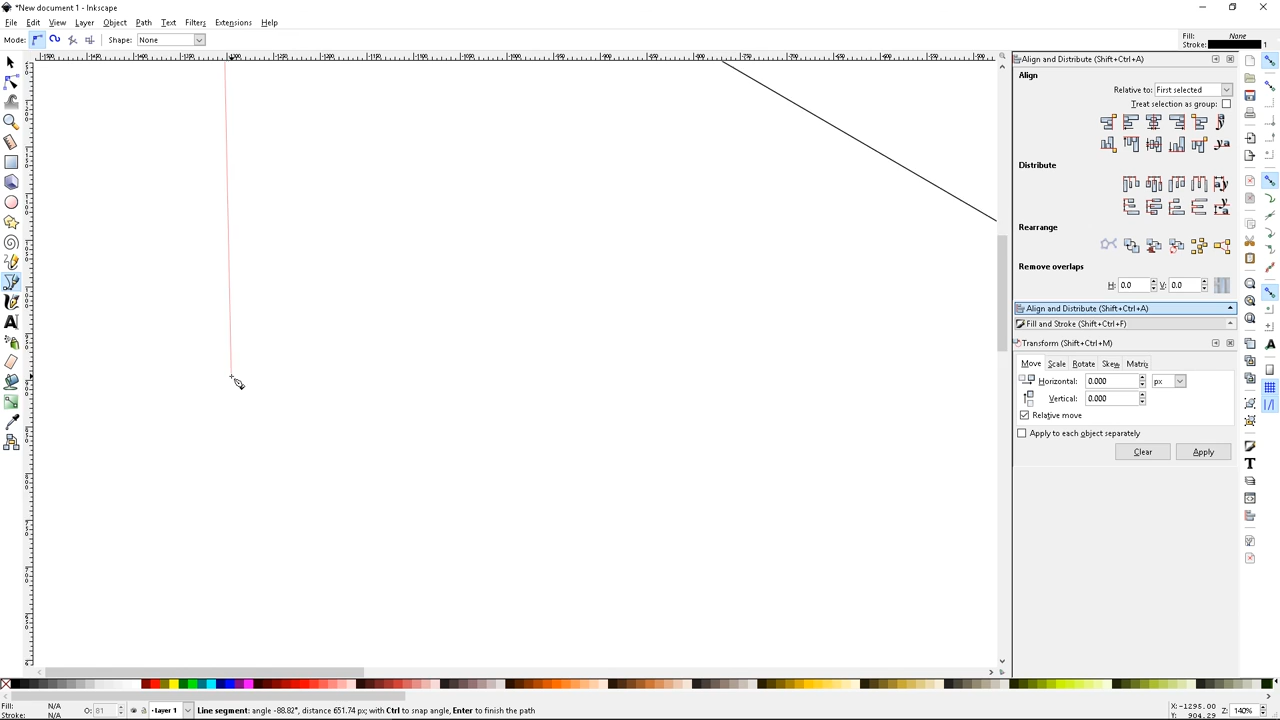 *New document 1 - Inkscape
File Edit View Layer Object Path Text Filters Extensions Help
Mode: Shape: None
Fill: None
Stroke: 1
Align and Distribute (Shift+Ctrl+A)
Align
Relative to: First selected
Treat selection as group:
Distribute
Rearrange
Remove overlaps
H: 0.0 V: 0.0
Align and Distribute (Shift+Ctrl+A)
Fill and Stroke (Shift+Ctrl+F)
Transform (Shift+Ctrl+M)
Move Scale Rotate Skew Matrix
Horizontal: 0.000 px
Vertical: 0.000
Relative move
Apply to each object separately
Clear Apply
Fill: N/A
Stroke: N/A
O: 81
Layer 1
Line segment: angle -88.82°, distance 651.74 px; with Ctrl to snap angle, Enter to finish the path
X: -1295.00
Y: 904.29
Z: 140%